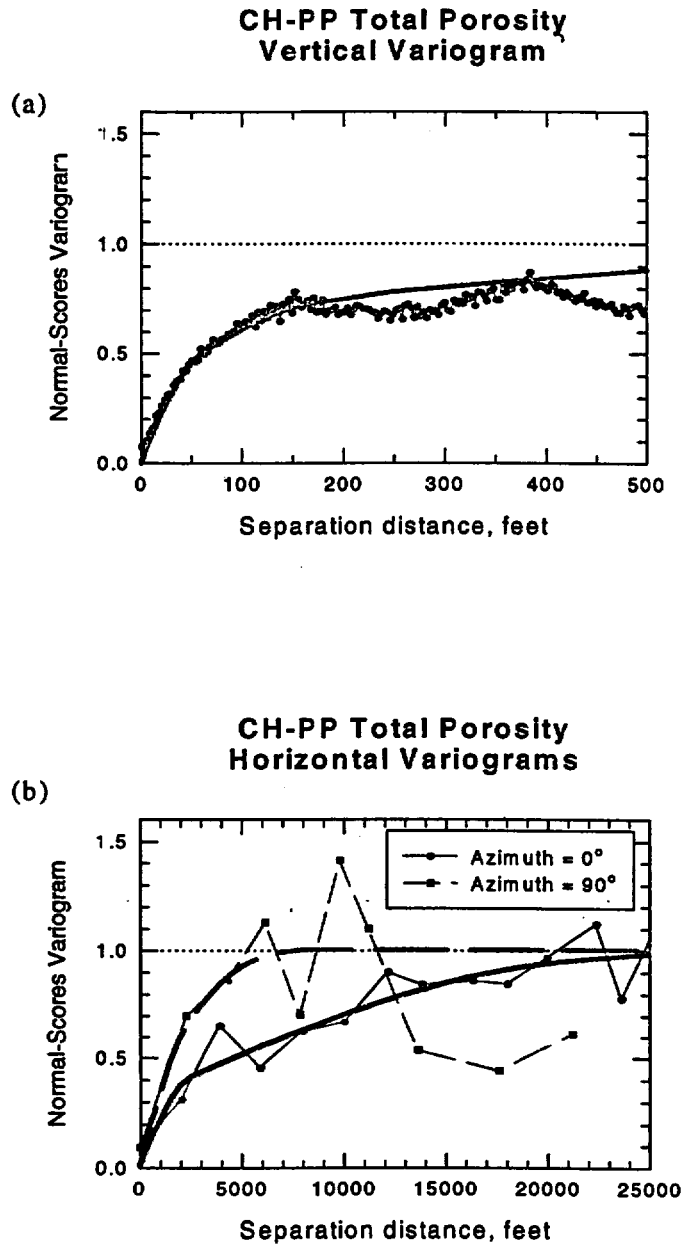 CH-PP Total Porosity
Vertical Variogram
(a)
1.5
1.0
0.5
0.0
Normal-Scores Variogram
0 100 200 300 400 500
Separation distance, feet
CH-PP Total Porosity
Horizontal Variograms
(b)
1.5
1.0
0.5
0.0
Normal-Scores Variogram
Azimuth = 0°
Azimuth = 90°
0 5000 10000 15000 20000 25000
Separation distance, feet